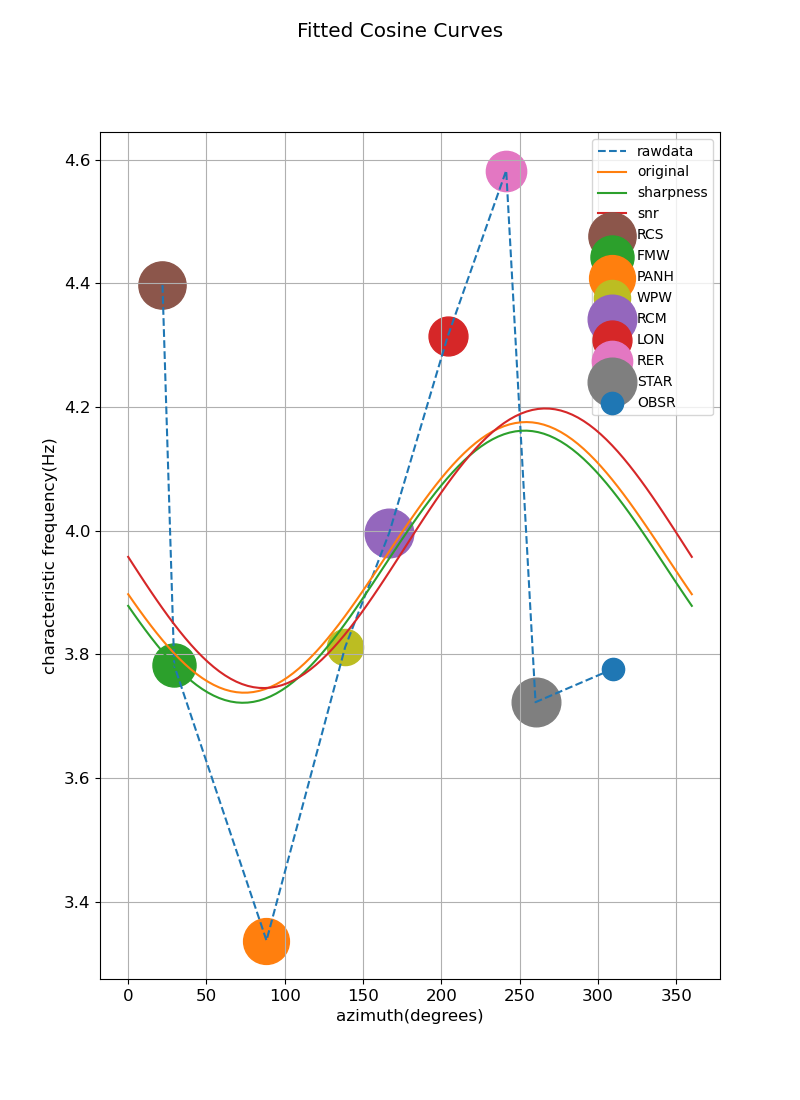 Fitted Cosine Curves
4.6
4.4
4.2
4.0
3.8
3.6
3.4
characteristic frequency(Hz)
rawdata
original
sharpness
snr
RCS
FMW
PANH
WPW
RCM
LON
RER
STAR
OBSR
0 50 100 150 200 250 300 350
azimuth(degrees)